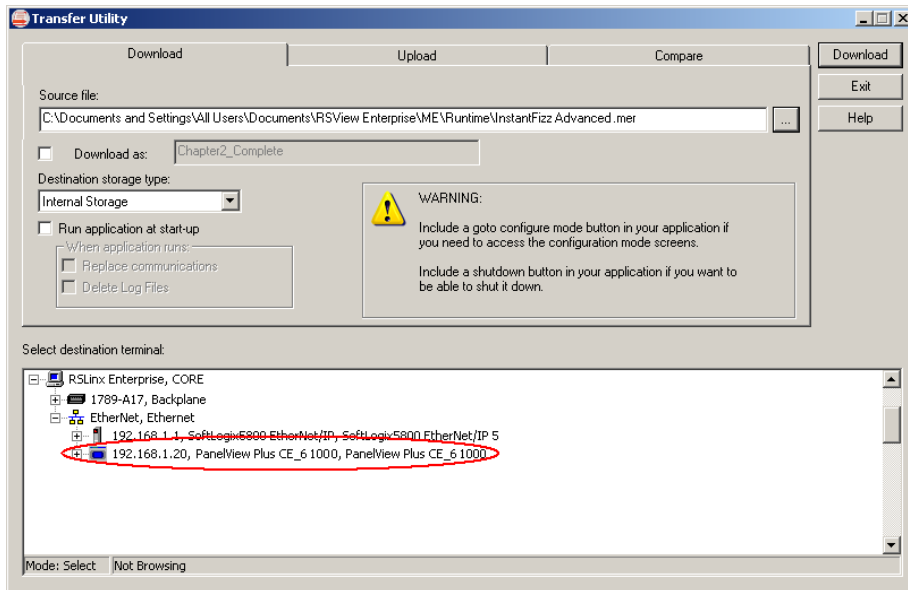 Transfer Utility
Download
Upload
Compare
Download
Exit
Help
Source file:
C:\Documents and Settings\All Users\Documents\RSView Enterprise\ME\Runtime\InstantFizz Advanced.mer
...
Download as:
Chapter2_Complete
Destination storage type:
Internal Storage
Run application at start-up
When application runs:
Replace communications
Delete Log Files
WARNING:
Include a goto configure mode button in your application if
you need to access the configuration mode screens.
Include a shutdown button in your application if you want to
be able to shut it down.
Select destination terminal:
RSLinx Enterprise, CORE
1789-A17, Backplane
EtherNet, Ethernet
192.168.1.1, SoftLogix5800 EtherNet/IP, SoftLogix5800 EtherNet/IP 5
192.168.1.20, PanelView Plus CE_6 1000, PanelView Plus CE_6 1000
Mode: Select
Not Browsing